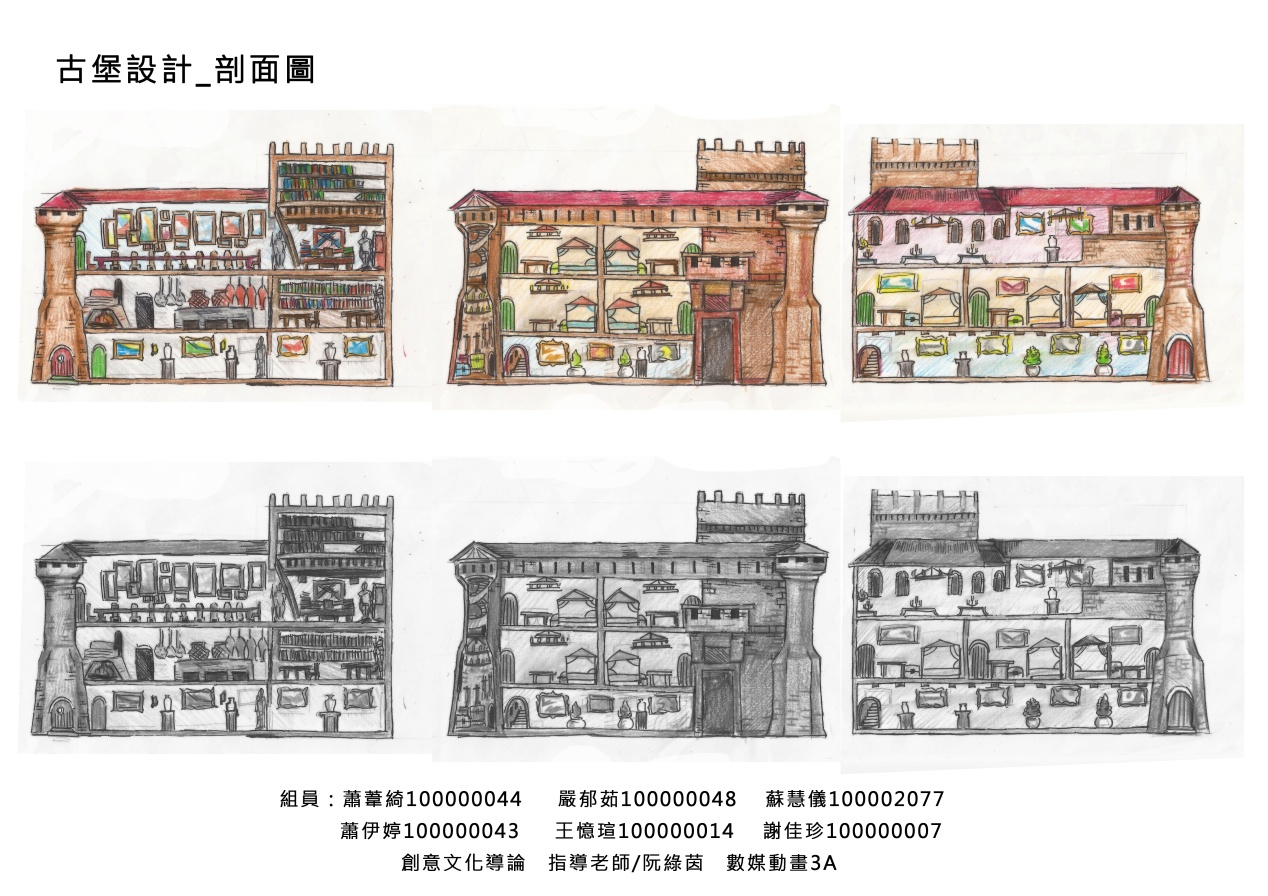 古堡設計_剖面圖
組員：蕭葦綺100000044 嚴郁茹100000048 蘇慧儀100002077
蕭伊婷100000043 王憶瑄100000014 謝佳珍100000007
創意文化導論 指導老師/阮綠茵 數媒動畫3A